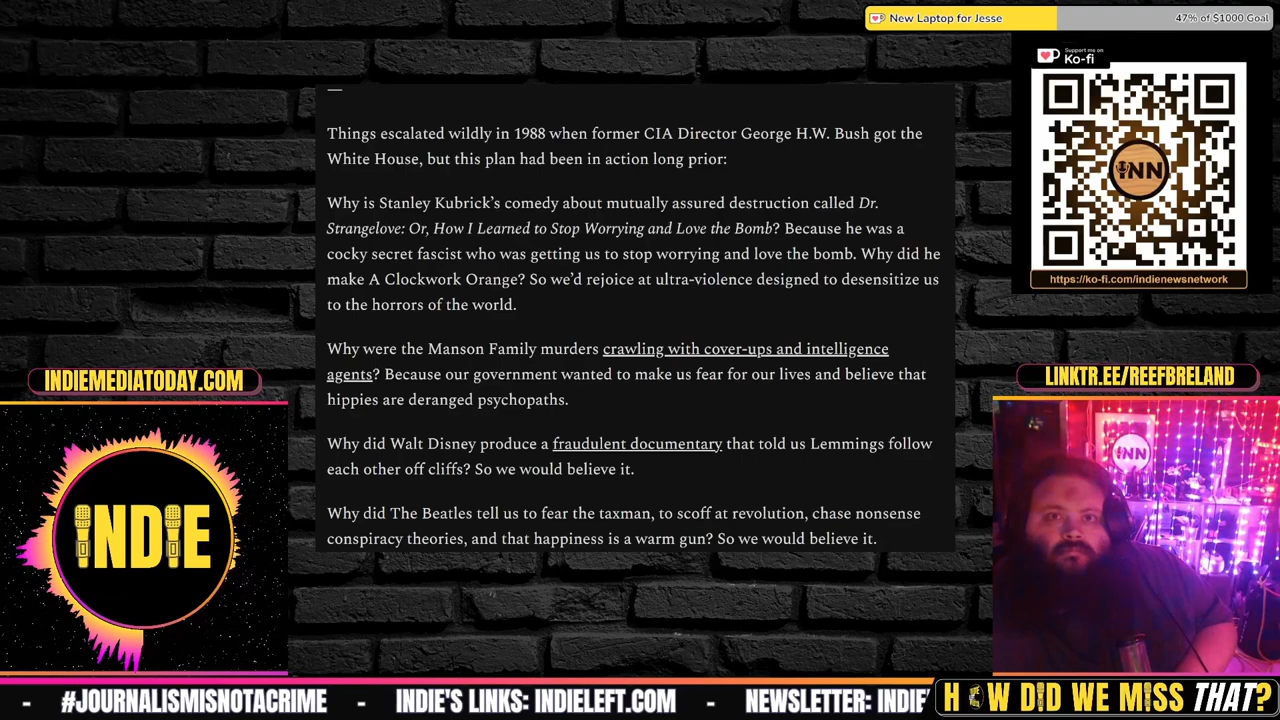 New Laptop for Jesse
47% of $1000 Goal
Support me on
Ko-fi
iNN
https://ko-fi.com/indienewsnetwork
—
Things escalated wildly in 1988 when former CIA Director George H.W. Bush got the
White House, but this plan had been in action long prior:
Why is Stanley Kubrick’s comedy about mutually assured destruction called Dr.
Strangelove: Or, How I Learned to Stop Worrying and Love the Bomb? Because he was a
cocky secret fascist who was getting us to stop worrying and love the bomb. Why did he
make A Clockwork Orange? So we’d rejoice at ultra-violence designed to desensitize us
to the horrors of the world.
Why were the Manson Family murders crawling with cover-ups and intelligence
agents? Because our government wanted to make us fear for our lives and believe that
hippies are deranged psychopaths.
Why did Walt Disney produce a fraudulent documentary that told us Lemmings follow
each other off cliffs? So we would believe it.
Why did The Beatles tell us to fear the taxman, to scoff at revolution, chase nonsense
conspiracy theories, and that happiness is a warm gun? So we would believe it.
INDIEMEDIATODAY.COM
INDIE
LINKTR.EE/REEFBRELAND
iNN
- #JOURNALISMISNOTACRIME - INDIE'S LINKS: INDIELEFT.COM - NEWSLETTER: INDIE
HOW DID WE MISS THAT?